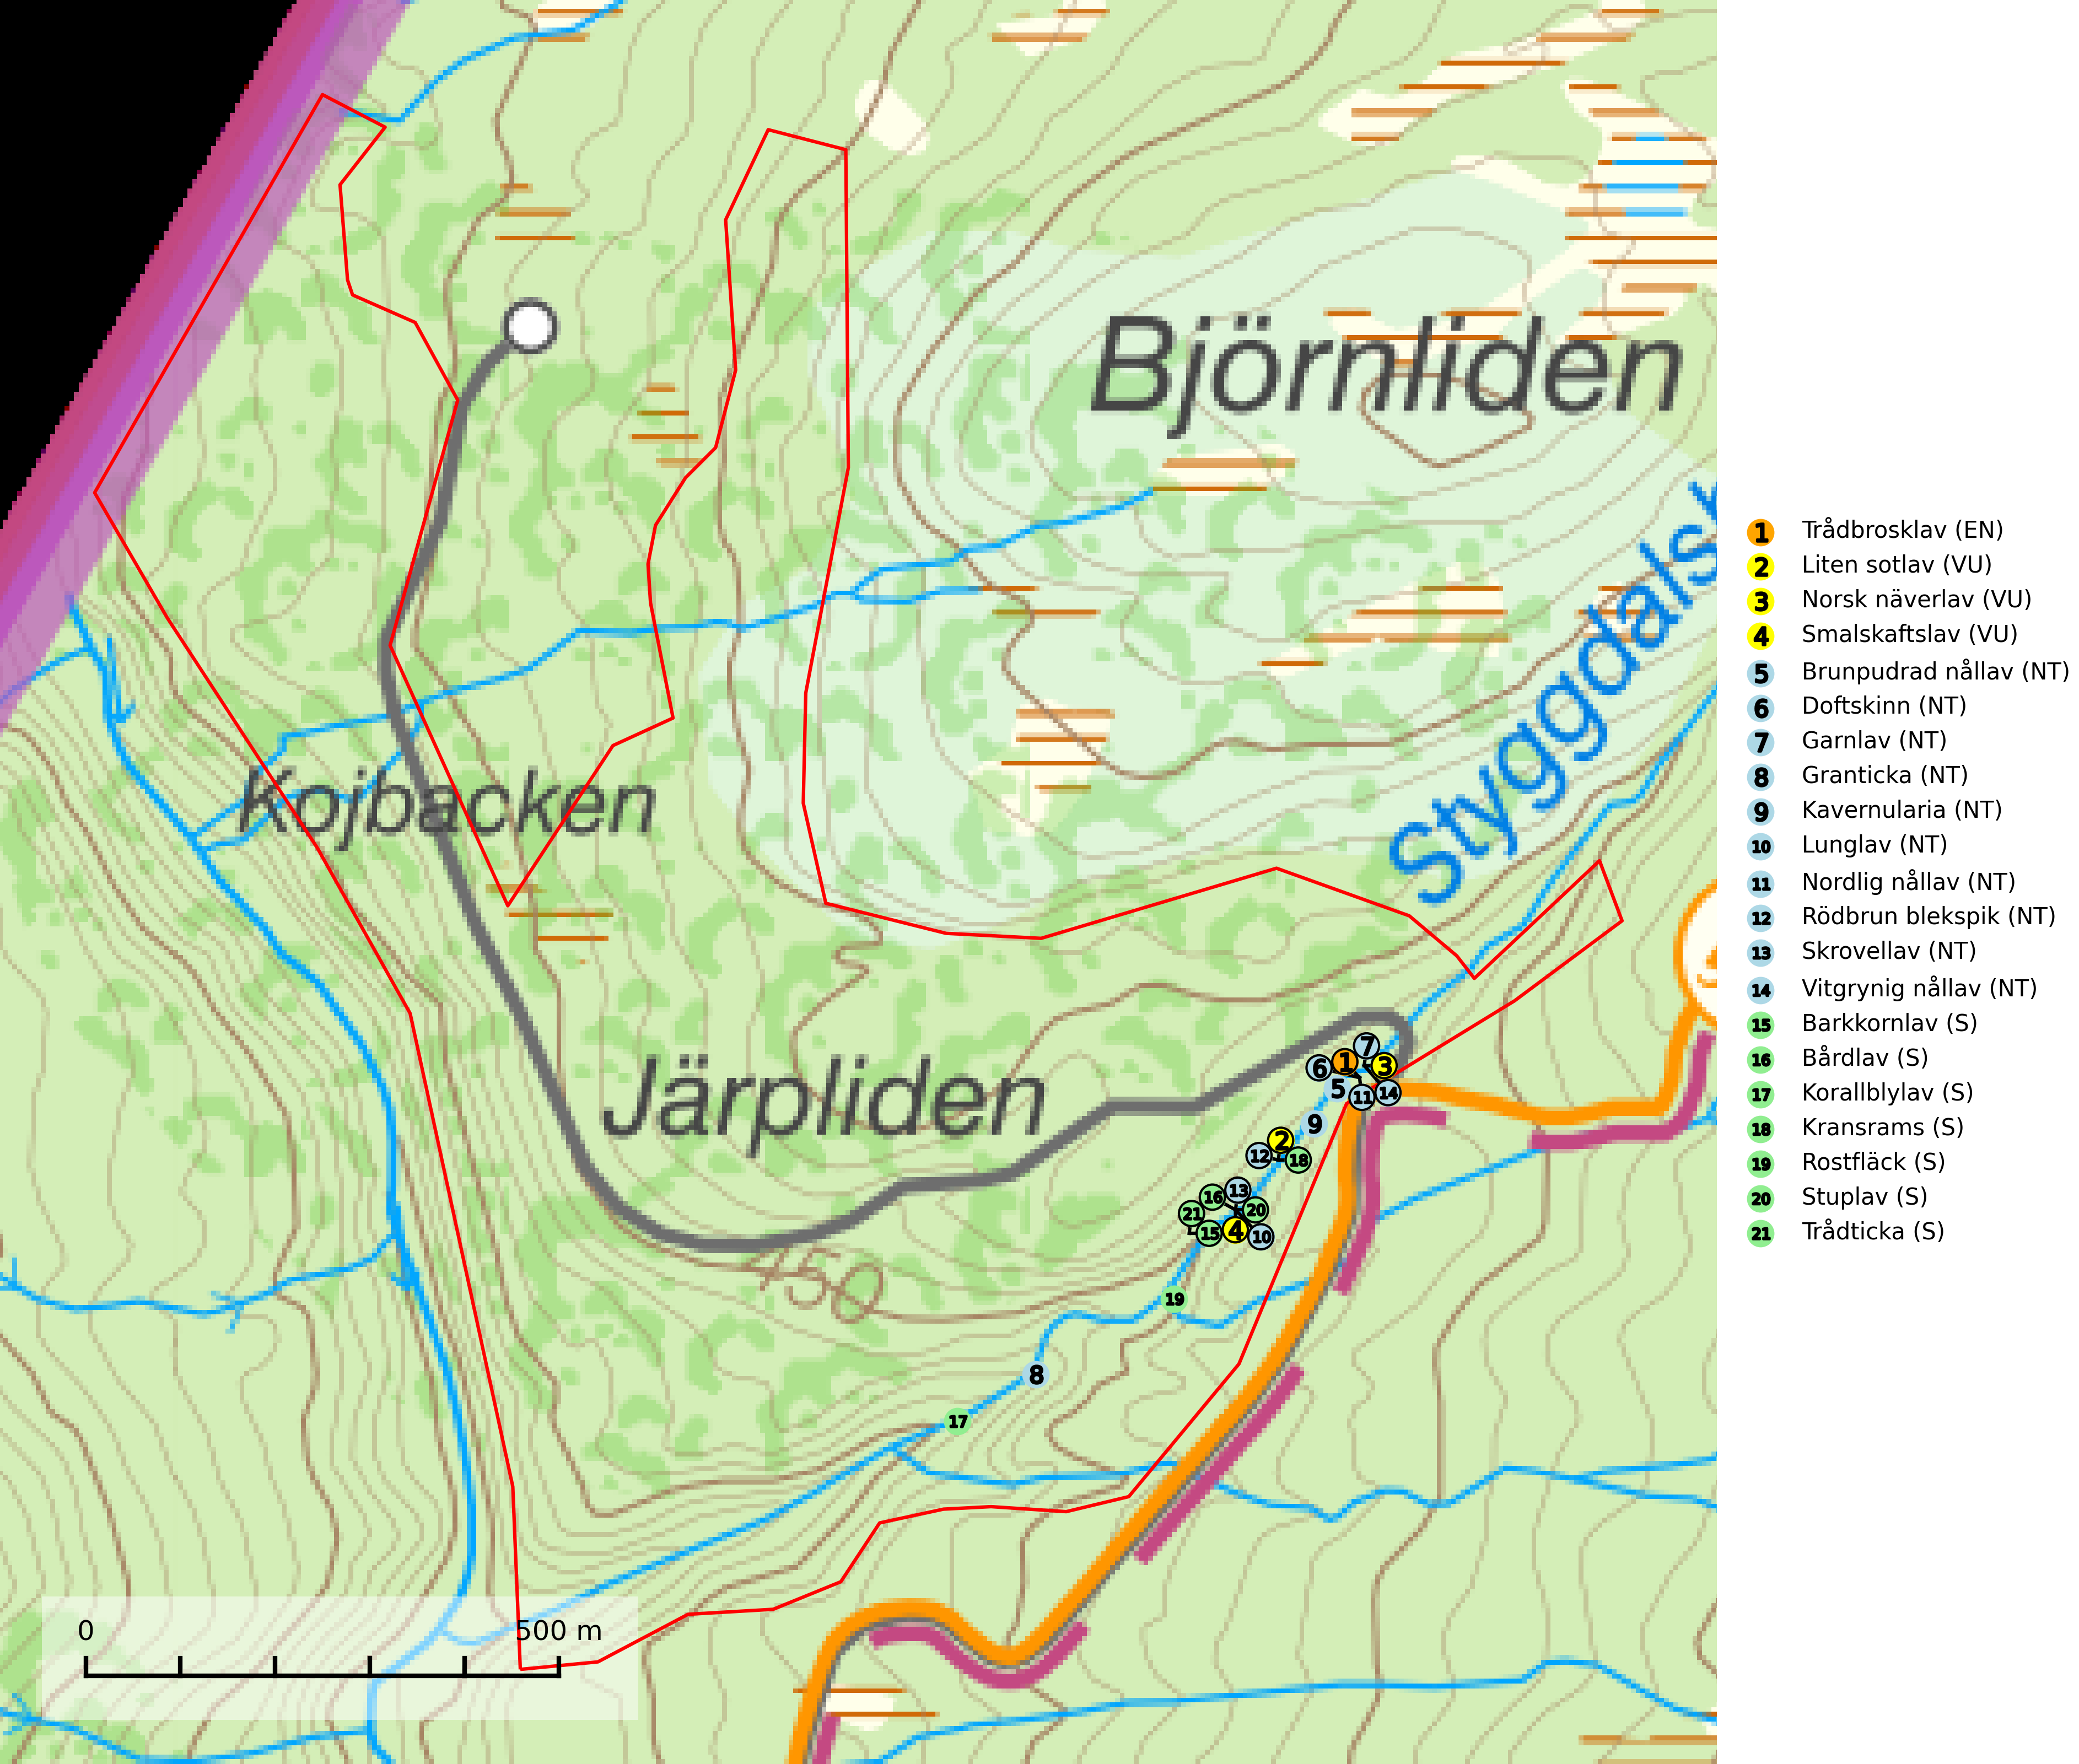 Björnliden
Styggdals
Kojbacken
Järpliden
450
7
1
3
6
5
14
11
9
2
12
18
13
16
20
21
15
4
10
19
8
17
0
500 m
1 Trådbrosklav (EN)
2 Liten sotlav (VU)
3 Norsk näverlav (VU)
4 Smalskaftslav (VU)
5 Brunpudrad nållav (NT)
6 Doftskinn (NT)
7 Garnlav (NT)
8 Granticka (NT)
9 Kavernularia (NT)
10 Lunglav (NT)
11 Nordlig nållav (NT)
12 Rödbrun blekspik (NT)
13 Skrovellav (NT)
14 Vitgrynig nållav (NT)
15 Barkkornlav (S)
16 Bårdlav (S)
17 Korallblylav (S)
18 Kransrams (S)
19 Rostfläck (S)
20 Stuplav (S)
21 Trådticka (S)